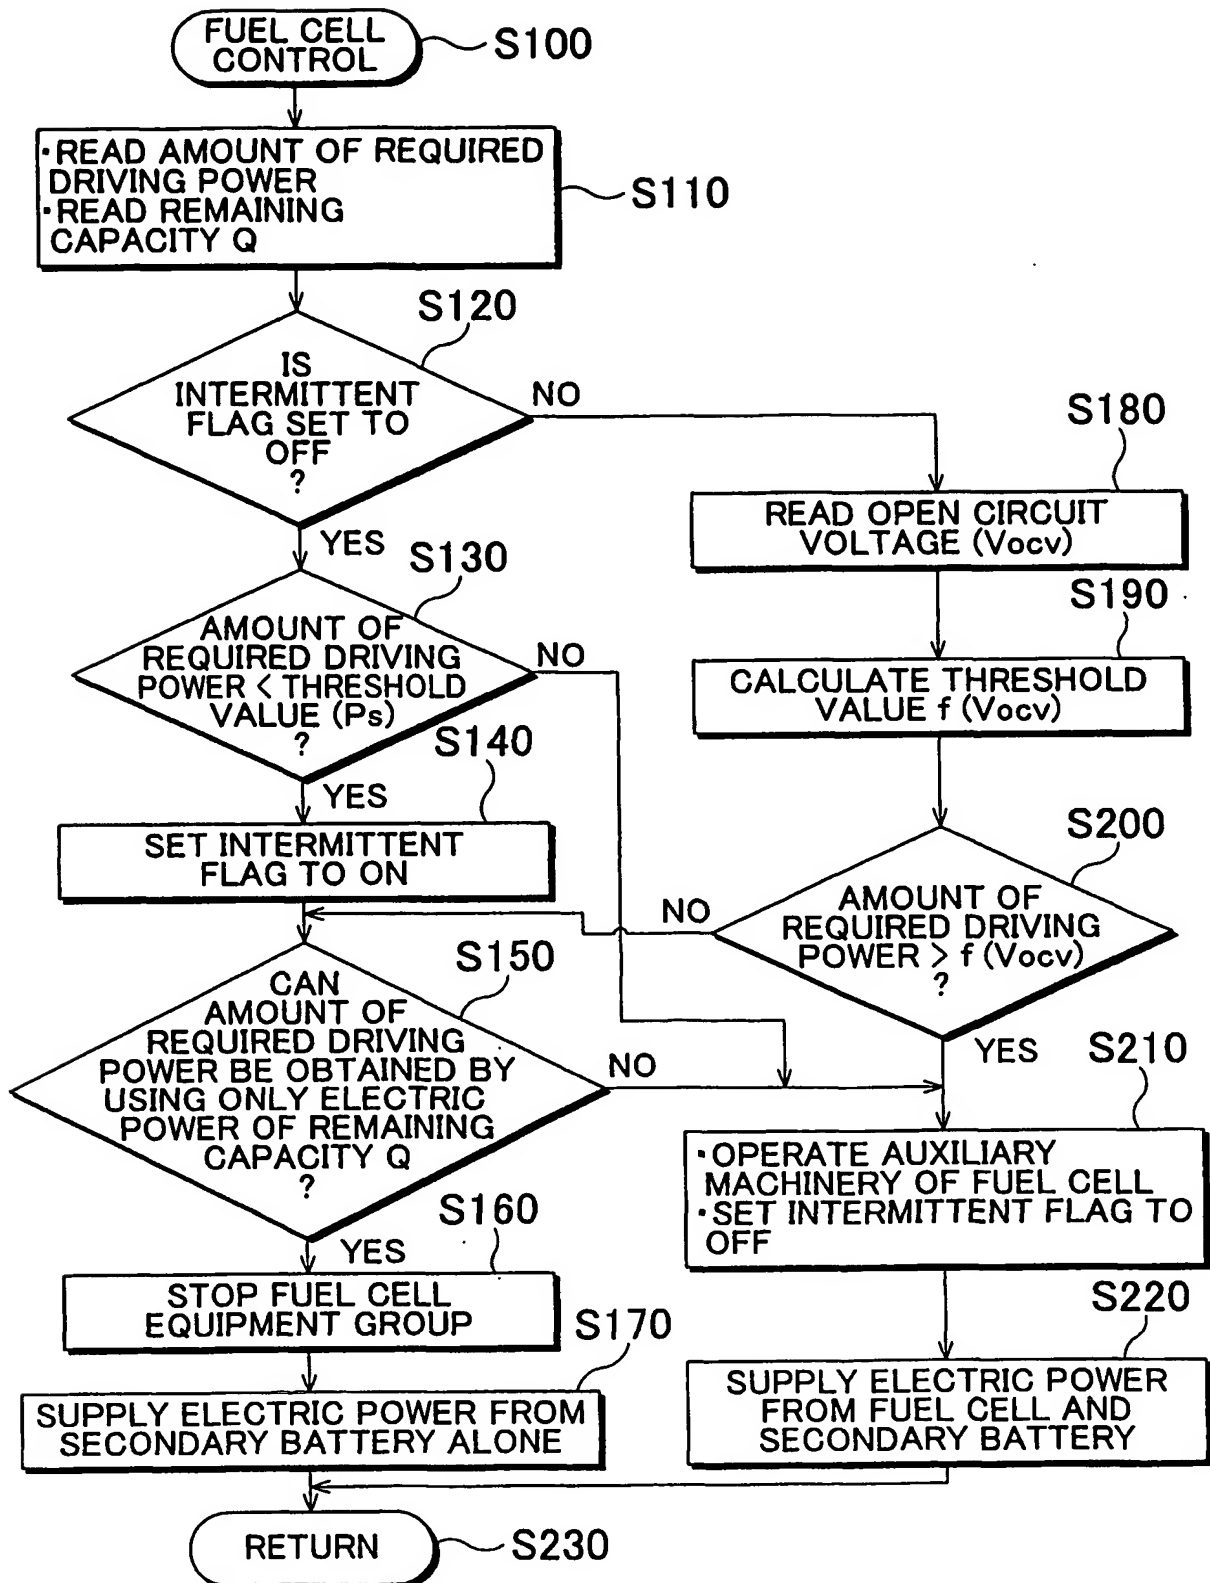 FUEL CELL
CONTROL
S100
·READ AMOUNT OF REQUIRED
DRIVING POWER
·READ REMAINING
CAPACITY Q
S110
S120
IS
INTERMITTENT
FLAG SET TO
OFF
?
NO
YES
S130
AMOUNT OF
REQUIRED DRIVING
POWER < THRESHOLD
VALUE (Ps)
?
NO
YES
S140
SET INTERMITTENT
FLAG TO ON
S150
CAN
AMOUNT OF
REQUIRED DRIVING
POWER BE OBTAINED BY
USING ONLY ELECTRIC
POWER OF REMAINING
CAPACITY Q
?
NO
YES
S160
STOP FUEL CELL
EQUIPMENT GROUP
S170
SUPPLY ELECTRIC POWER FROM
SECONDARY BATTERY ALONE
S180
READ OPEN CIRCUIT
VOLTAGE (Vocv)
S190
CALCULATE THRESHOLD
VALUE f (Vocv)
S200
AMOUNT OF
REQUIRED DRIVING
POWER > f (Vocv)
?
NO
YES
S210
·OPERATE AUXILIARY
MACHINERY OF FUEL CELL
·SET INTERMITTENT FLAG TO
OFF
S220
SUPPLY ELECTRIC POWER
FROM FUEL CELL AND
SECONDARY BATTERY
RETURN
S230